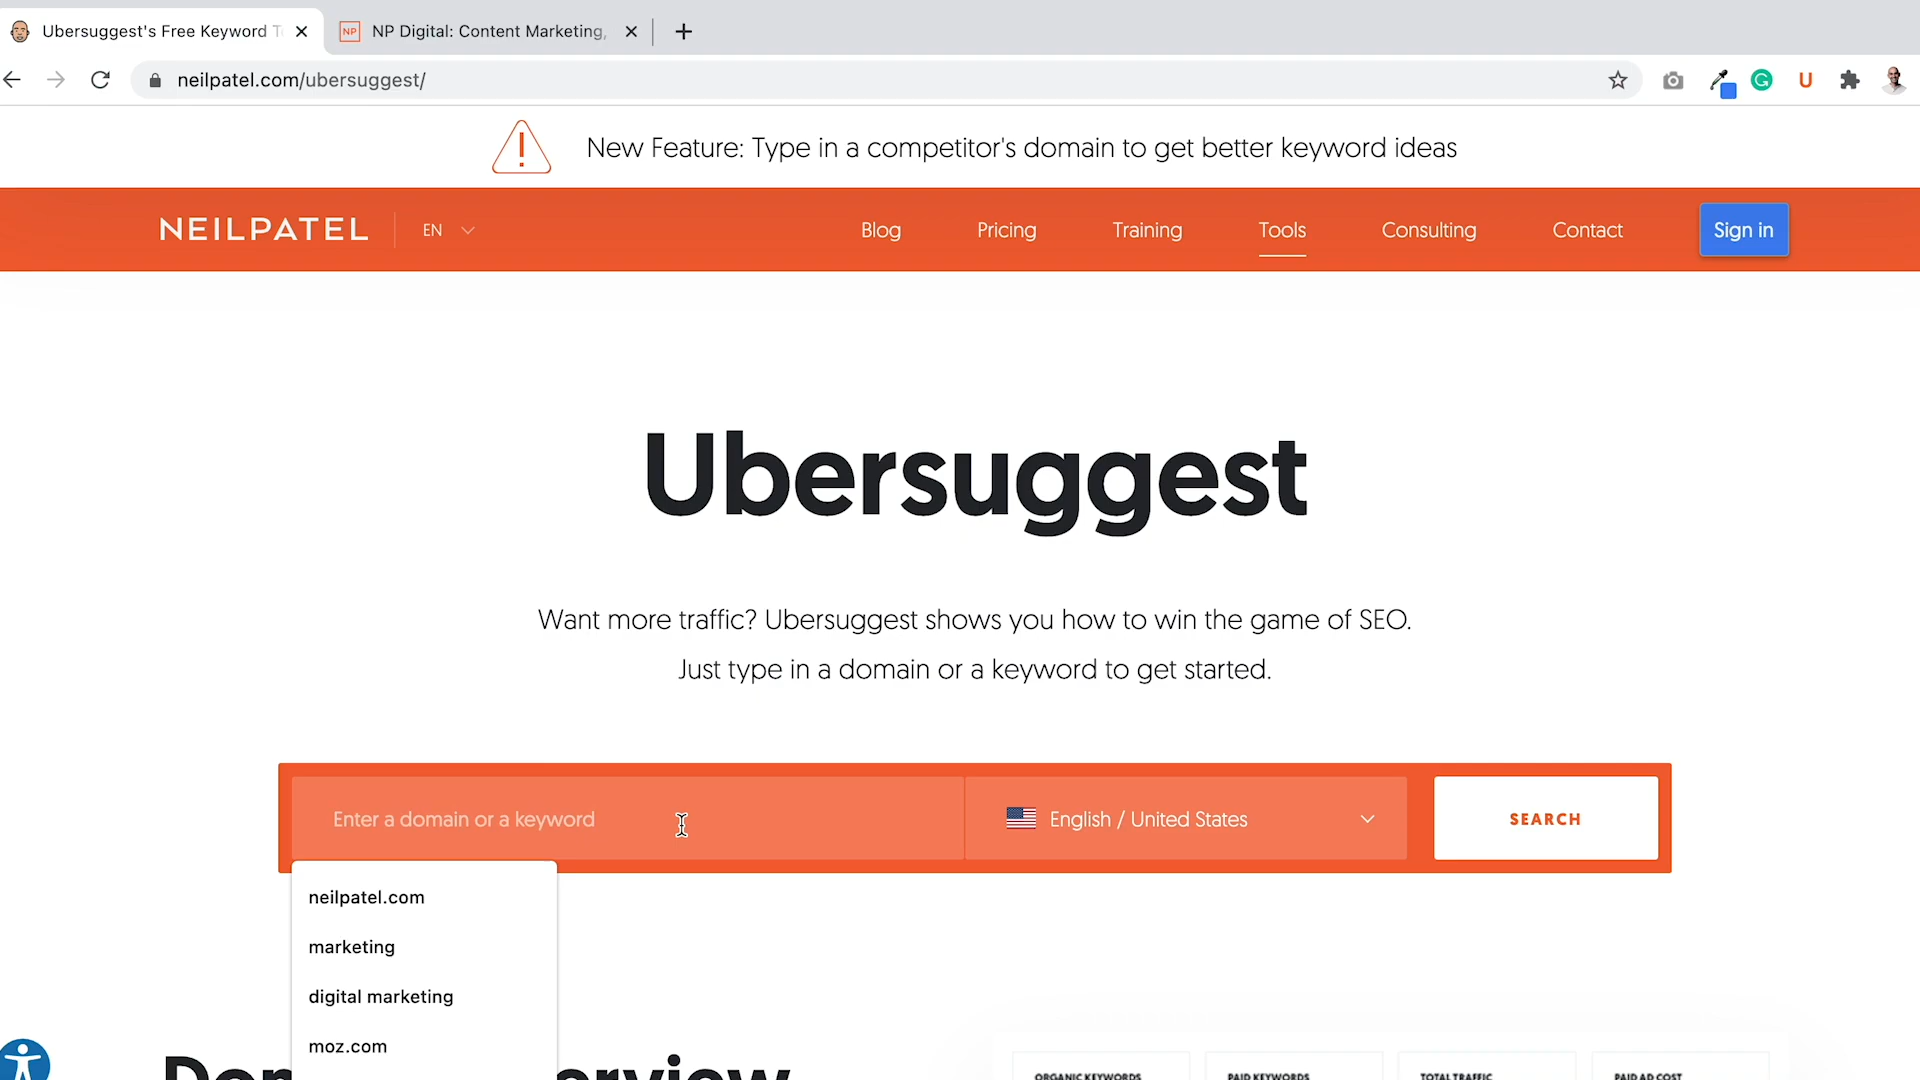 Ubersuggest's Free Keyword
NP Digital: Content Marketing,
neilpatel.com/ubersuggest/
New Feature: Type in a competitor's domain to get better keyword ideas
NEILPATEL
EN
Blog
Pricing
Training
Tools
Consulting
Contact
Sign in
Ubersuggest
Want more traffic? Ubersuggest shows you how to win the game of SEO.
Just type in a domain or a keyword to get started.
Enter a domain or a keyword
English / United States
SEARCH
neilpatel.com
marketing
digital marketing
moz.com
ORGANIC KEYWORDS
PAID KEYWORDS
TOTAL TRAFFIC
PAID AD COST